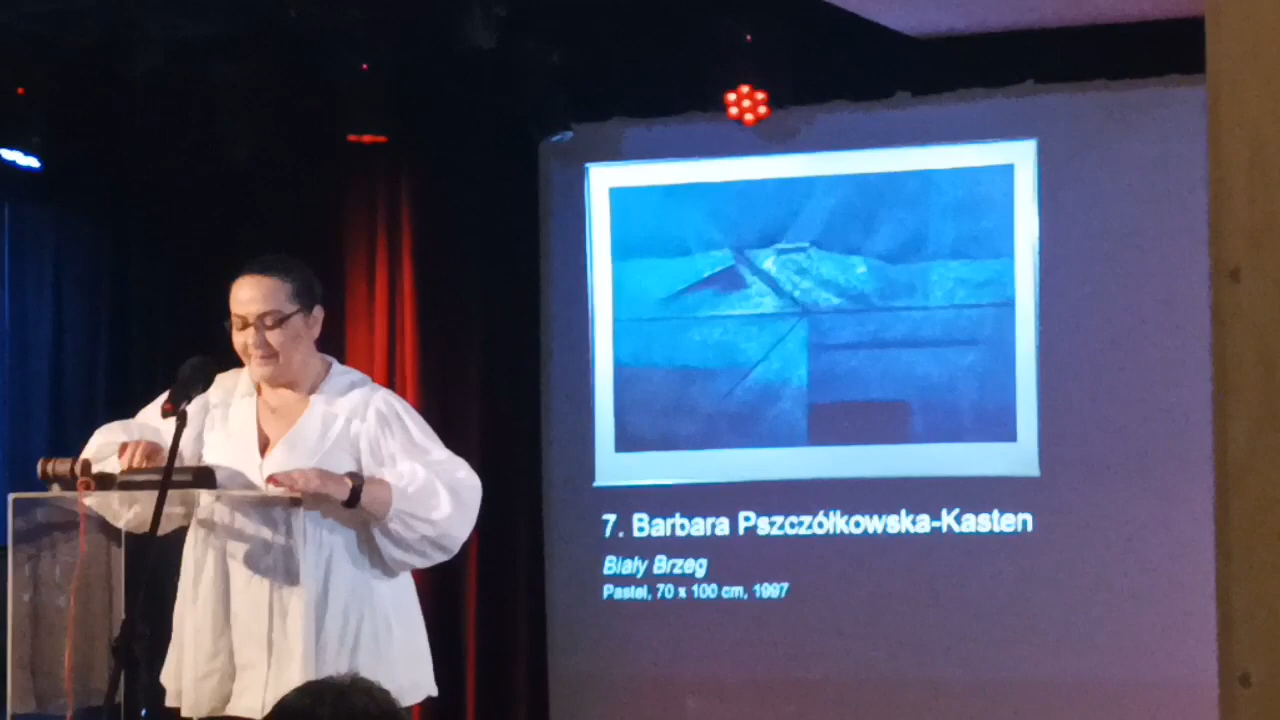 7. Barbara Pszczółkowska-Kasten
Biały Brzeg
Pastel, 70 x 100 cm, 1997